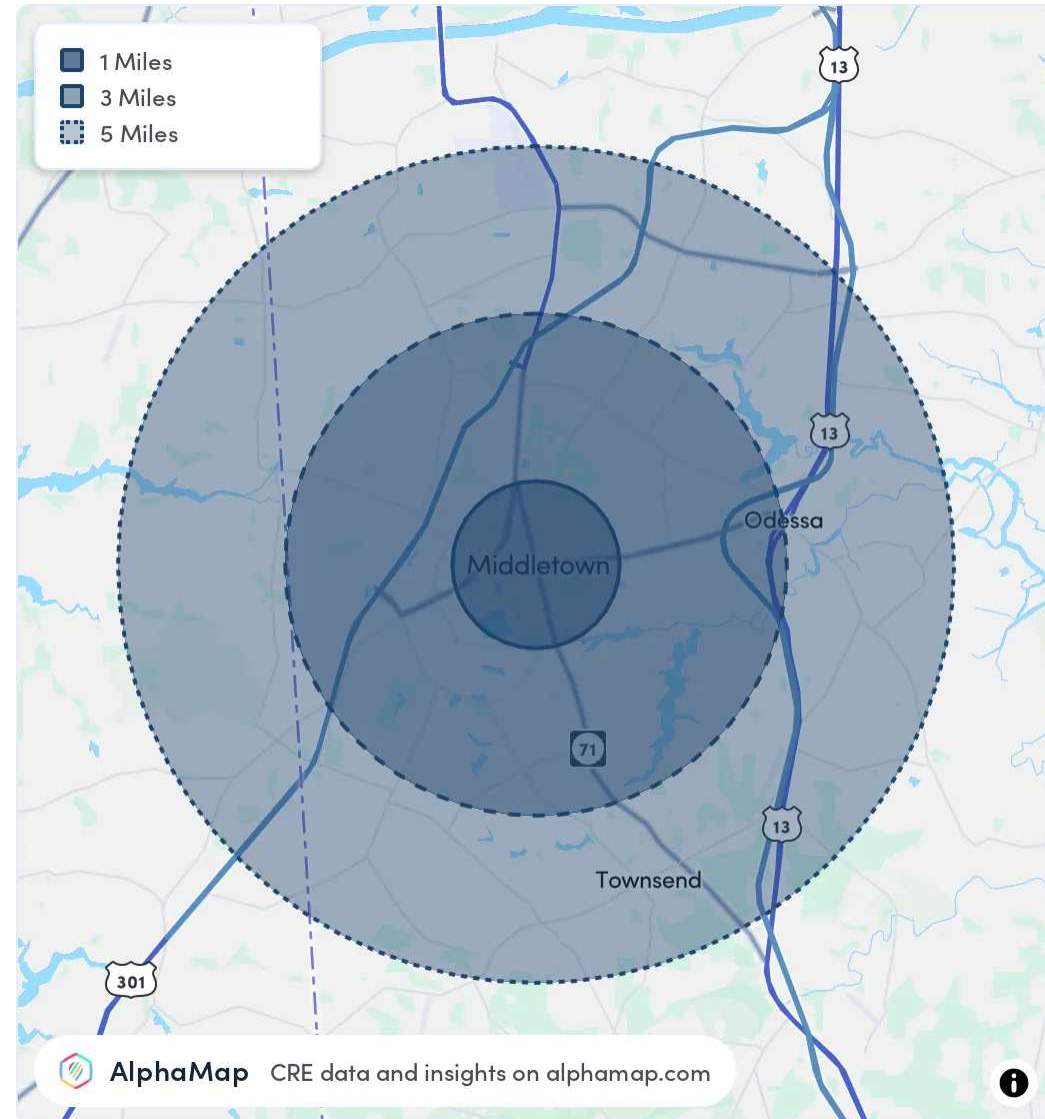 1 Miles
3 Miles
5 Miles
13
13
Odessa
Middletown
71
13
Townsend
301
AlphaMap CRE data and insights on alphamap.com